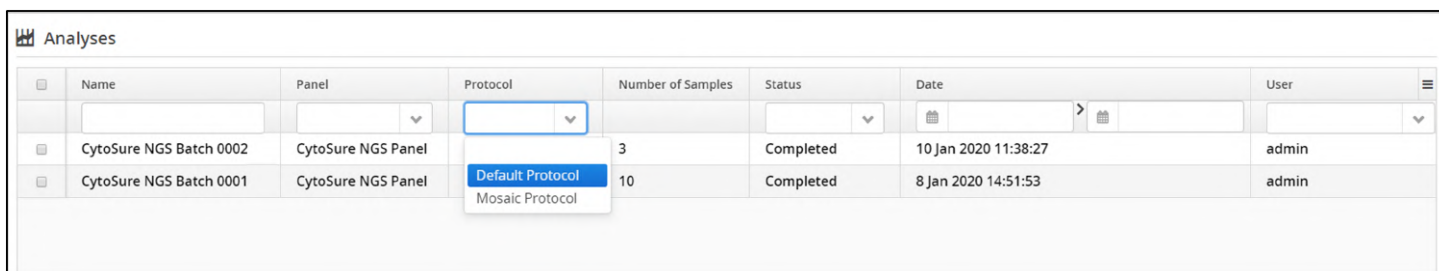 Analyses
Name Panel Protocol Number of Samples Status Date User
CytoSure NGS Batch 0002 CytoSure NGS Panel 3 Completed 10 Jan 2020 11:38:27 admin
Default Protocol
CytoSure NGS Batch 0001 CytoSure NGS Panel 10 Completed 8 Jan 2020 14:51:53 admin
Mosaic Protocol